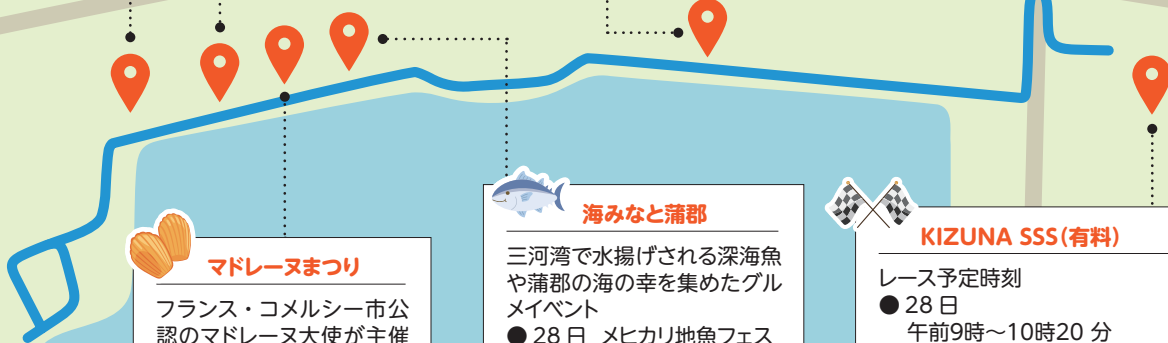 マドレーヌまつり
フランス・コメルシー市公
認のマドレーヌ大使が主催
海みなと蒲郡
三河湾で水揚げされる深海魚
や蒲郡の海の幸を集めたグル
メイベント
● 28 日 メヒカリ地魚フェス
KIZUNA SSS(有料)
レース予定時刻
● 28 日
午前9時～10時20 分